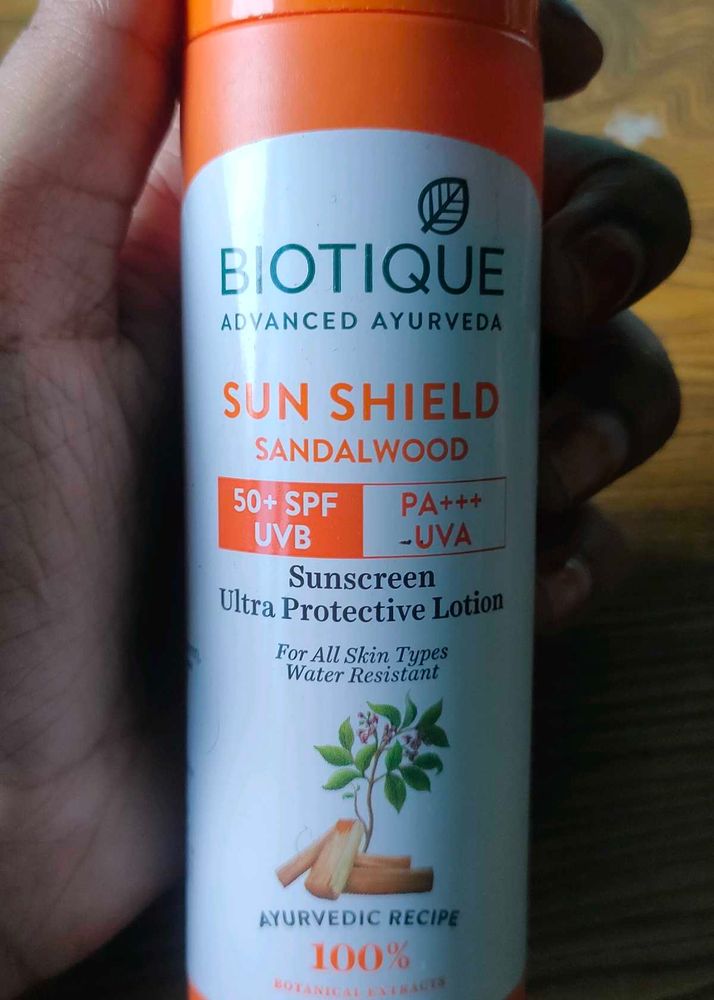 BIOTIQUE
ADVANCED AYURVEDA
SUN SHIELD
SANDALWOOD
50+ SPF PA+++
UVB -UVA
Sunscreen
Ultra Protective Lotion
For All Skin Types
Water Resistant
AYURVEDIC RECIPE
100%
BOTANICAL EXTRACTS